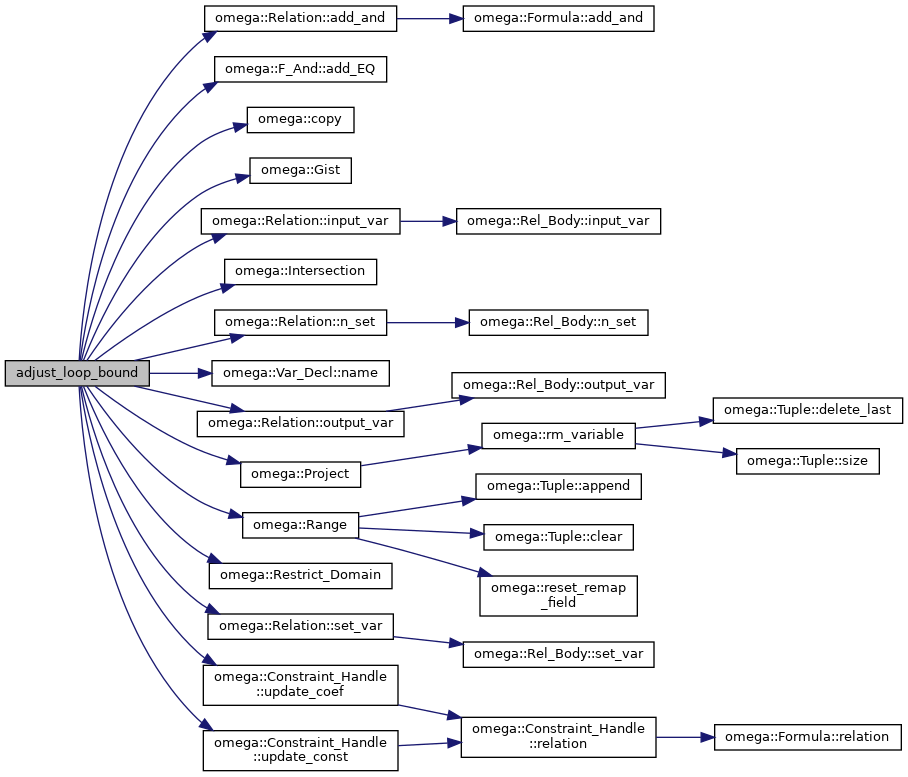 omega::Relation::add_and
omega::Formula::add_and
omega::F_And::add_EQ
omega::copy
omega::Gist
omega::Relation::input_var
omega::Rel_Body::input_var
omega::Intersection
omega::Relation::n_set
omega::Rel_Body::n_set
adjust_loop_bound
omega::Var_Decl::name
omega::Rel_Body::output_var
omega::Relation::output_var
omega::Tuple::delete_last
omega::rm_variable
omega::Tuple::size
omega::Project
omega::Tuple::append
omega::Range
omega::Tuple::clear
omega::Restrict_Domain
omega::reset_remap
_field
omega::Relation::set_var
omega::Rel_Body::set_var
omega::Constraint_Handle
::update_coef
omega::Constraint_Handle
::relation
omega::Formula::relation
omega::Constraint_Handle
::update_const